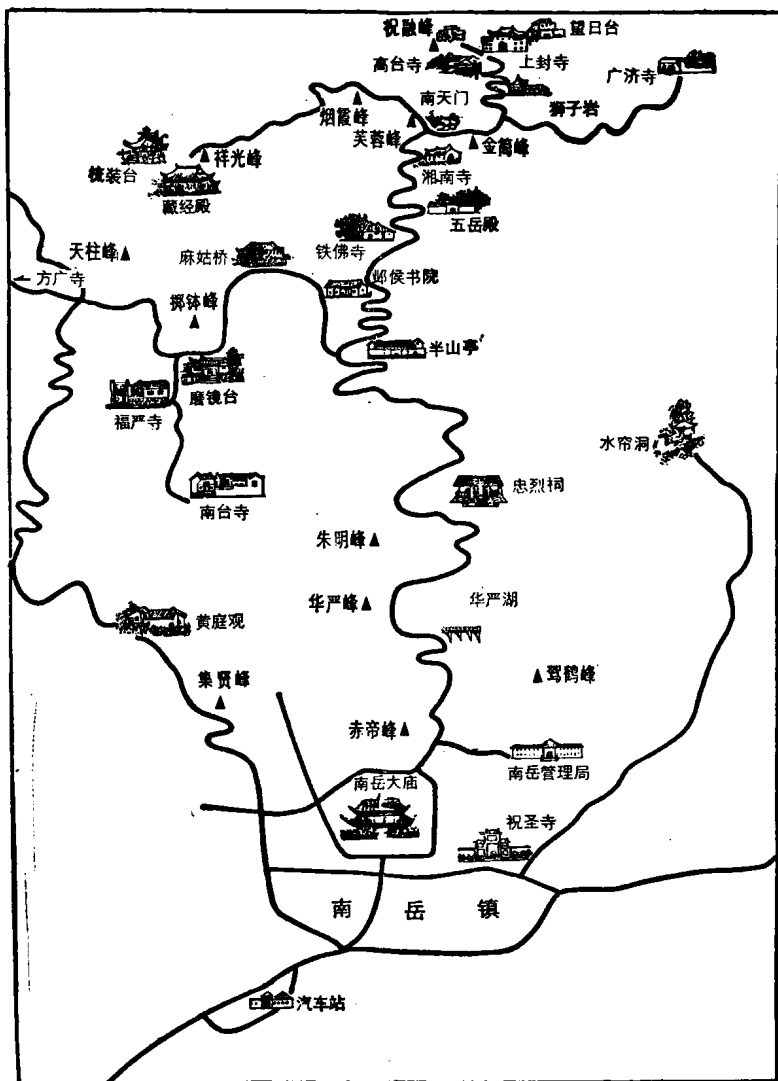 祝融峰
望日台
高台寺
上封寺
广济寺
南天门
狮子岩
烟霞峰
芙蓉峰
金简峰
祥光峰
梳装台
藏经殿
湘南寺
五岳殿
天柱峰
麻姑桥
铁佛寺
方广寺
邺侯书院
掷钵峰
半山亭
磨镜台
福严寺
水帘洞
南台寺
忠烈祠
朱明峰
华严峰
华严湖
黄庭观
集贤峰
驾鹤峰
赤帝峰
南岳管理局
南岳大庙
祝圣寺
南岳镇
汽车站